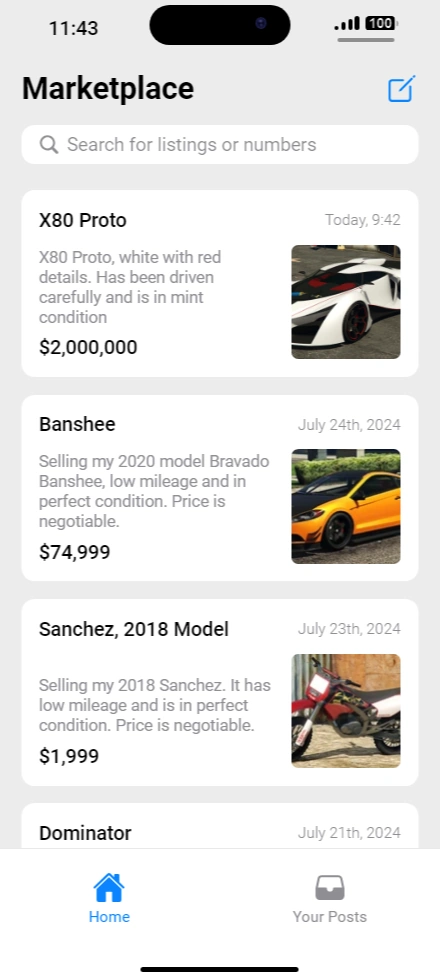 11:43
100
Marketplace
Search for listings or numbers
X80 Proto
Today, 9:42
X80 Proto, white with red
details. Has been driven
carefully and is in mint
condition
$2,000,000
Banshee
July 24th, 2024
Selling my 2020 model Bravado
Banshee, low mileage and in
perfect condition. Price is
negotiable.
$74,999
Sanchez, 2018 Model
July 23th, 2024
Selling my 2018 Sanchez. It has
low mileage and is in perfect
condition. Price is negotiable.
$1,999
Dominator
July 21th, 2024
Home
Your Posts